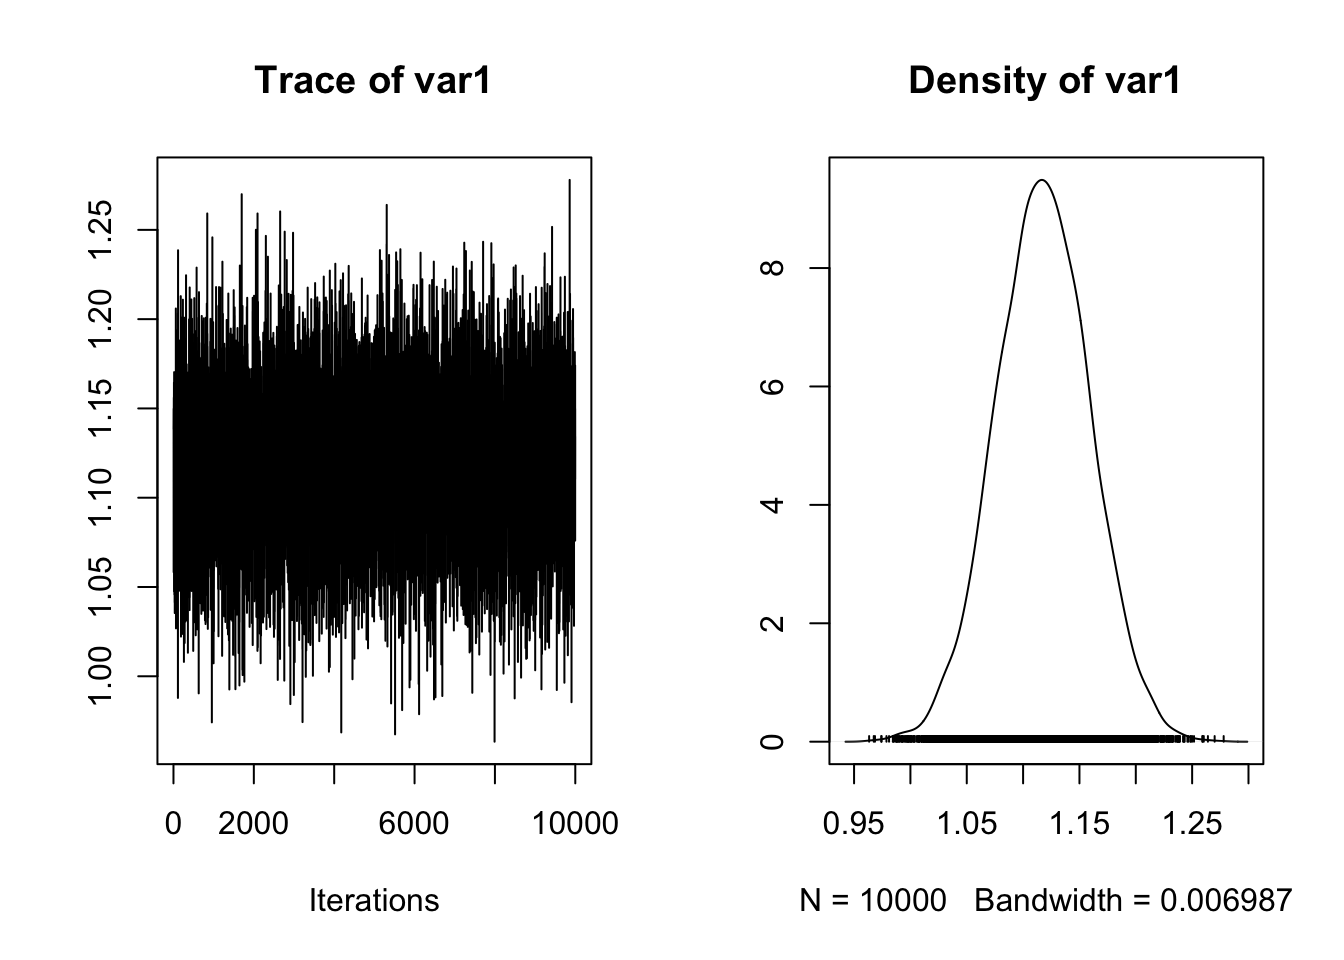 Trace of var1
1.25
1.20
1.15
1.10
1.05
1.00
0 2000 6000 10000
Iterations
Density of var1
8
6
4
2
0
0.95 1.05 1.15 1.25
N = 10000 Bandwidth = 0.006987